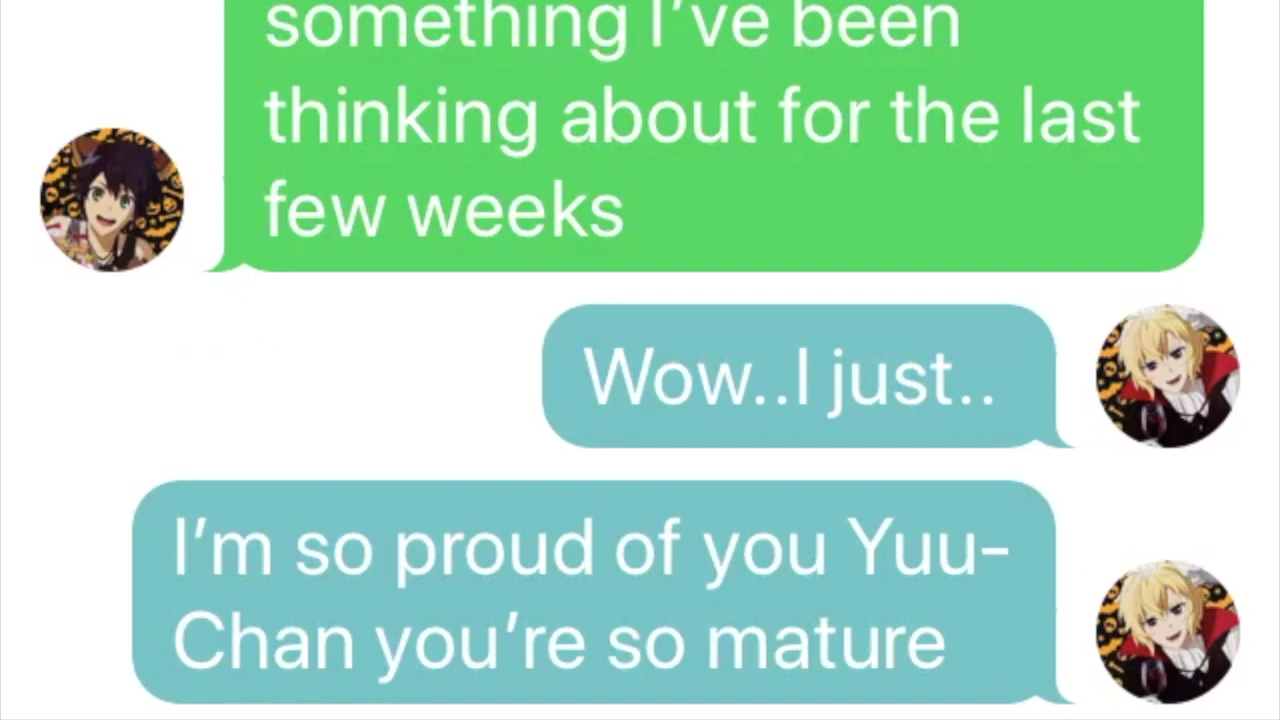 something I've been
thinking about for the last
few weeks
Wow..I just..
I'm so proud of you Yuu-
Chan you're so mature